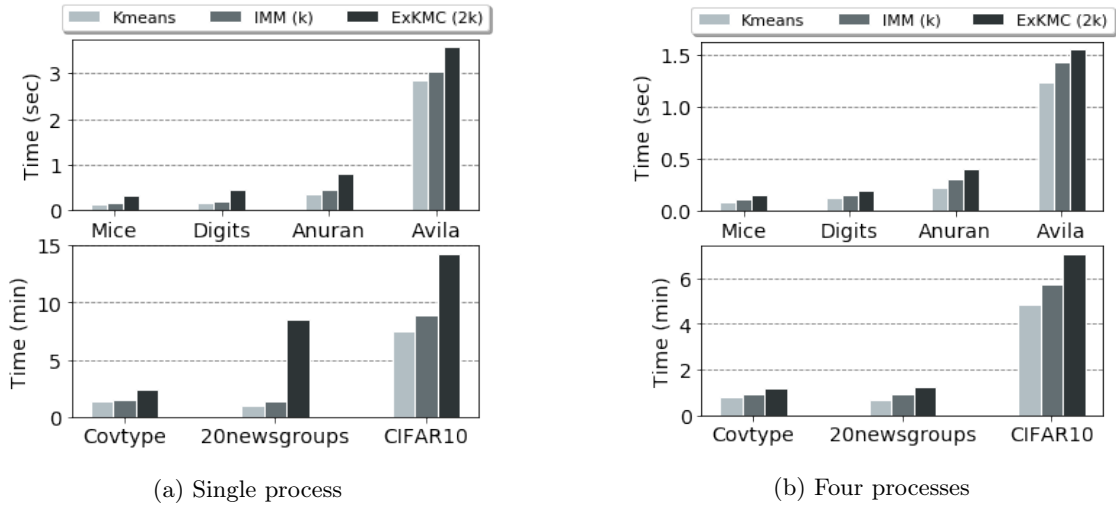 Kmeans IMM (k) ExKMC (2k)
Time (sec)
3
2
1
0
Mice Digits Anuran Avila
Time (min)
15
10
5
0
Covtype 20newsgroups CIFAR10
(a) Single process
Kmeans IMM (k) ExKMC (2k)
Time (sec)
1.5
1.0
0.5
0.0
Mice Digits Anuran Avila
Time (min)
6
4
2
0
Covtype 20newsgroups CIFAR10
(b) Four processes